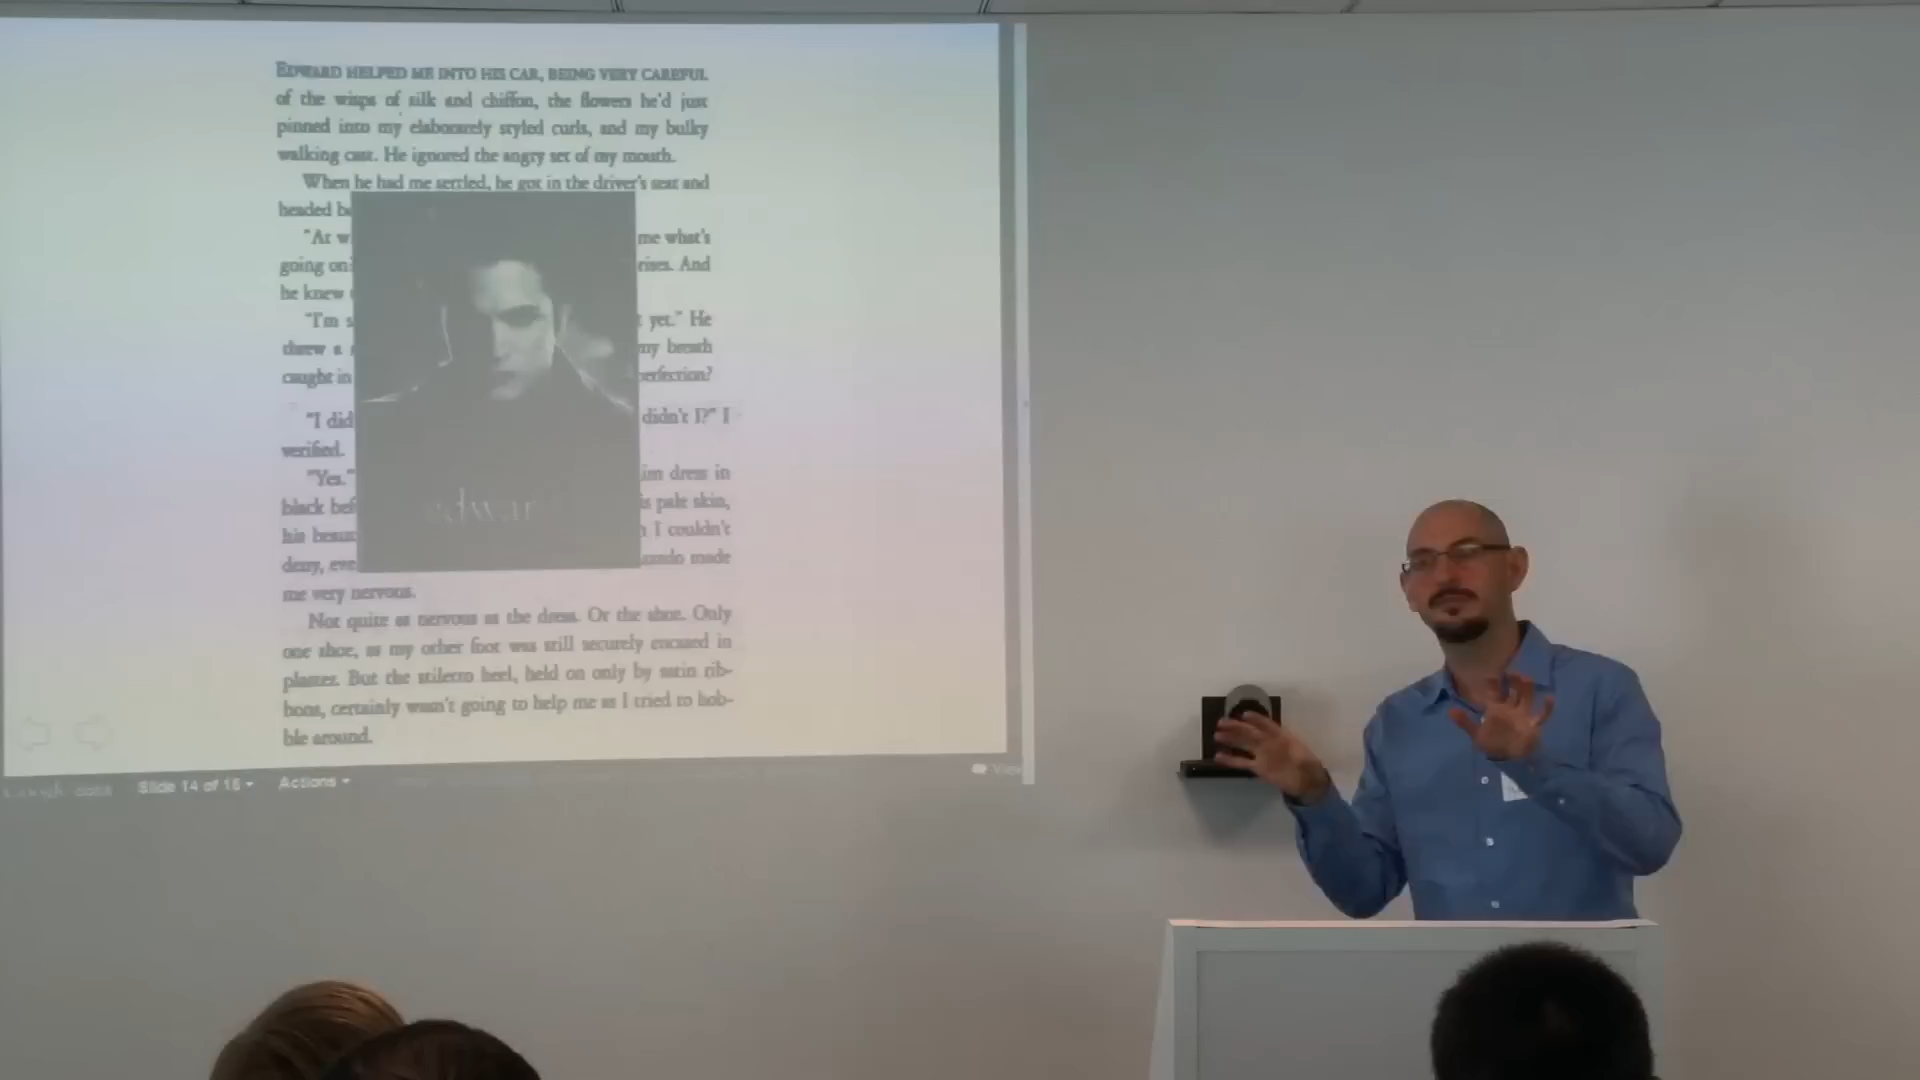 EDWARD HELPED ME INTO HIS CAR, BEING VERY CAREFUL
of the wisps of silk and chiffon, the flowers he'd just
pinned into my elaborately styled curls, and my bulky
walking cast. He ignored the angry set of my mouth.
When he had me settled, he got in the driver's seat and
headed
"At me what's
going on rises. And
he knew
"I'm yet." He
threw a my breath
caught in perfection?
"I did didn't I?" I
verified.
"Yes." him dress in
black pale skin,
his I couldn't
deny, made
me very nervous.
edwar
Not quite as nervous as the dress. Or the shoe. Only
one shoe, as my other foot was still securely encased in
plaster. But the stiletto heel, held on only by satin rib-
bons, certainly wasn't going to help me as I tried to hob-
ble around.
Slide 14 of 16 Actions View